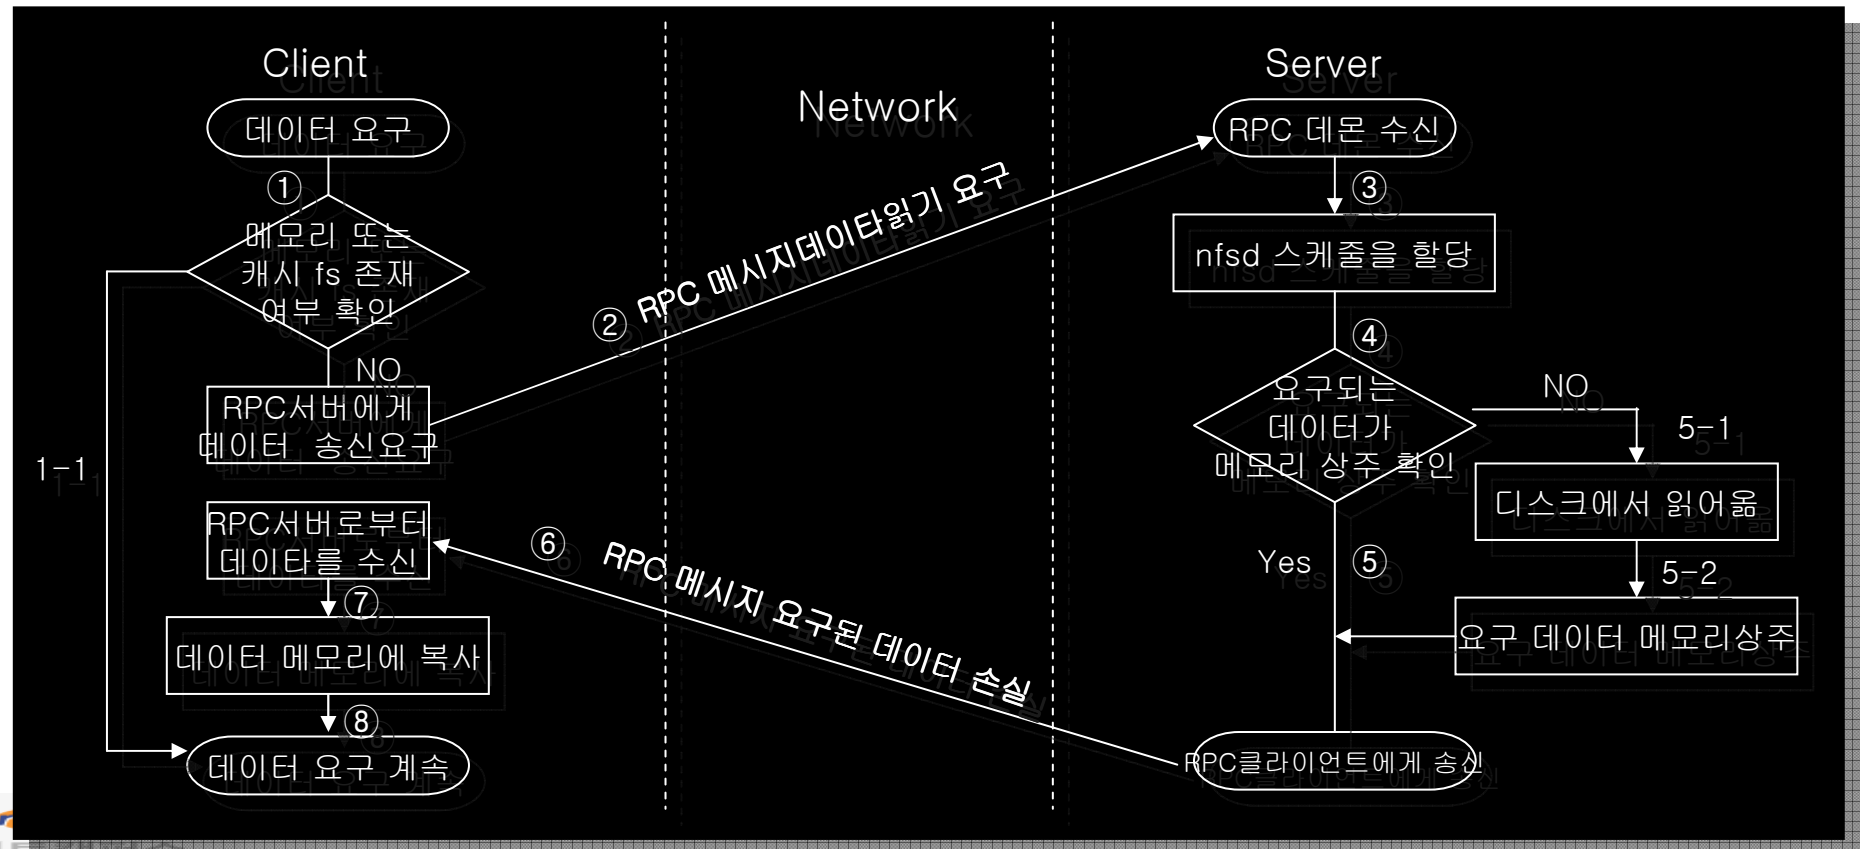 Client
Network
Server
데이터 요구
①
메모리 또는
캐시 fs 존재
여부 확인
NO
RPC서버에게
데이터 송신요구
1-1
② RPC 메시지데이타읽기 요구
RPC 데몬 수신
③
nfsd 스케줄을 할당
④
요구되는
데이터가
메모리 상주 확인
NO
5-1
디스크에서 읽어옮
5-2
요구 데이터 메모리상주
Yes
⑤
RPC클라이언트에게 송신
⑥ RPC 메시지 요구된 데이터 손실
RPC서버로부터
데이타를 수신
⑦
데이터 메모리에 복사
⑧
데이터 요구 계속